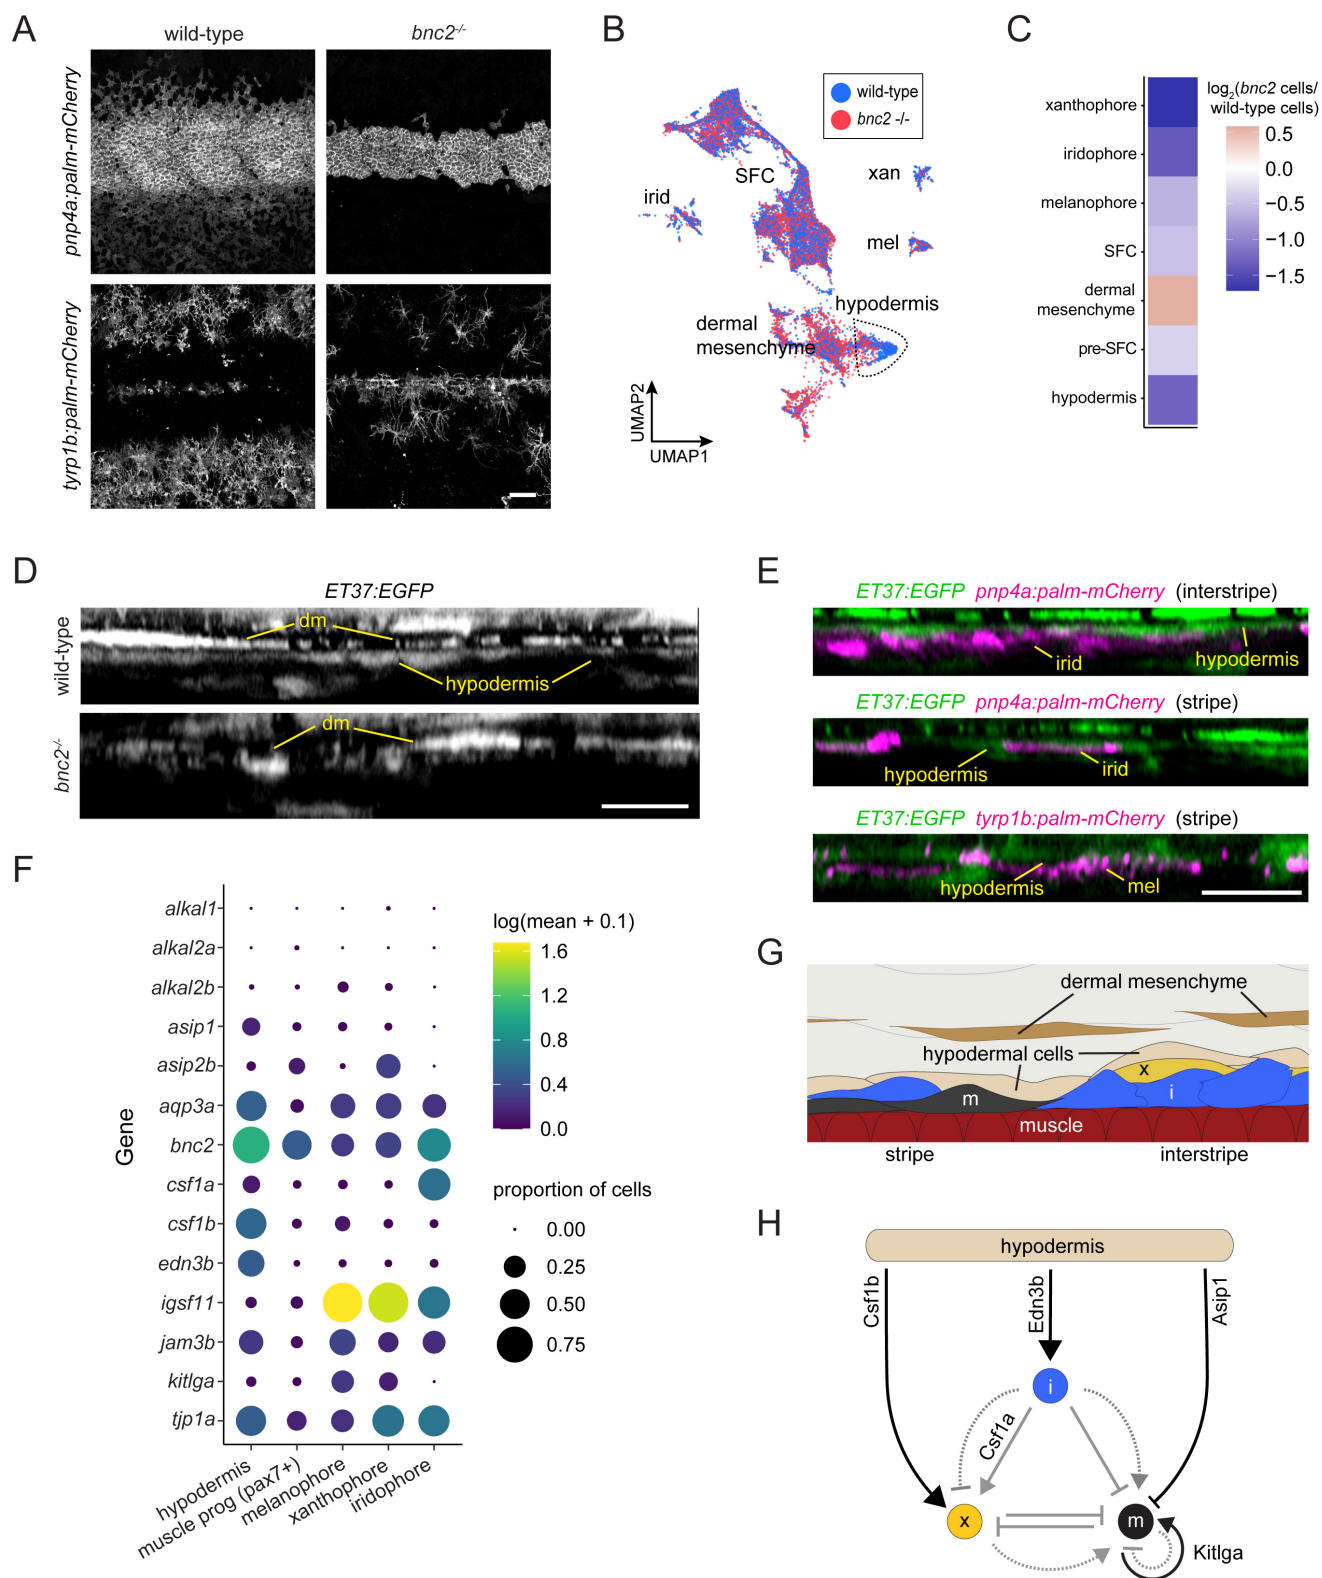 A
wild-type
bnc2-/-
pnp4a:palm-mCherry
tyrp1b:palm-mCherry
B
wild-type
bnc2 -/-
SFC
xan
irid
mel
hypodermis
dermal
mesenchyme
UMAP2
UMAP1
C
log2(bnc2 cells/
wild-type cells)
xanthophore
iridophore
melanophore
SFC
dermal
mesenchyme
pre-SFC
hypodermis
0.5
0.0
−0.5
−1.0
−1.5
D
ET37:EGFP
wild-type
dm
hypodermis
bnc2-/-
dm
E
ET37:EGFP pnp4a:palm-mCherry (interstripe)
irid
hypodermis
ET37:EGFP pnp4a:palm-mCherry (stripe)
hypodermis
irid
ET37:EGFP tyrp1b:palm-mCherry (stripe)
hypodermis
mel
F
Gene
alkal1
alkal2a
alkal2b
asip1
asip2b
aqp3a
bnc2
csf1a
csf1b
edn3b
igsf11
jam3b
kitlga
tjp1a
hypodermis
muscle prog (pax7+)
melanophore
xanthophore
iridophore
log(mean + 0.1)
1.6
1.2
0.8
0.4
0.0
proportion of cells
0.00
0.25
0.50
0.75
G
dermal mesenchyme
hypodermal cells
x
m
i
muscle
stripe
interstripe
H
hypodermis
Csf1b
Edn3b
Asip1
i
Csf1a
x
m
Kitlga